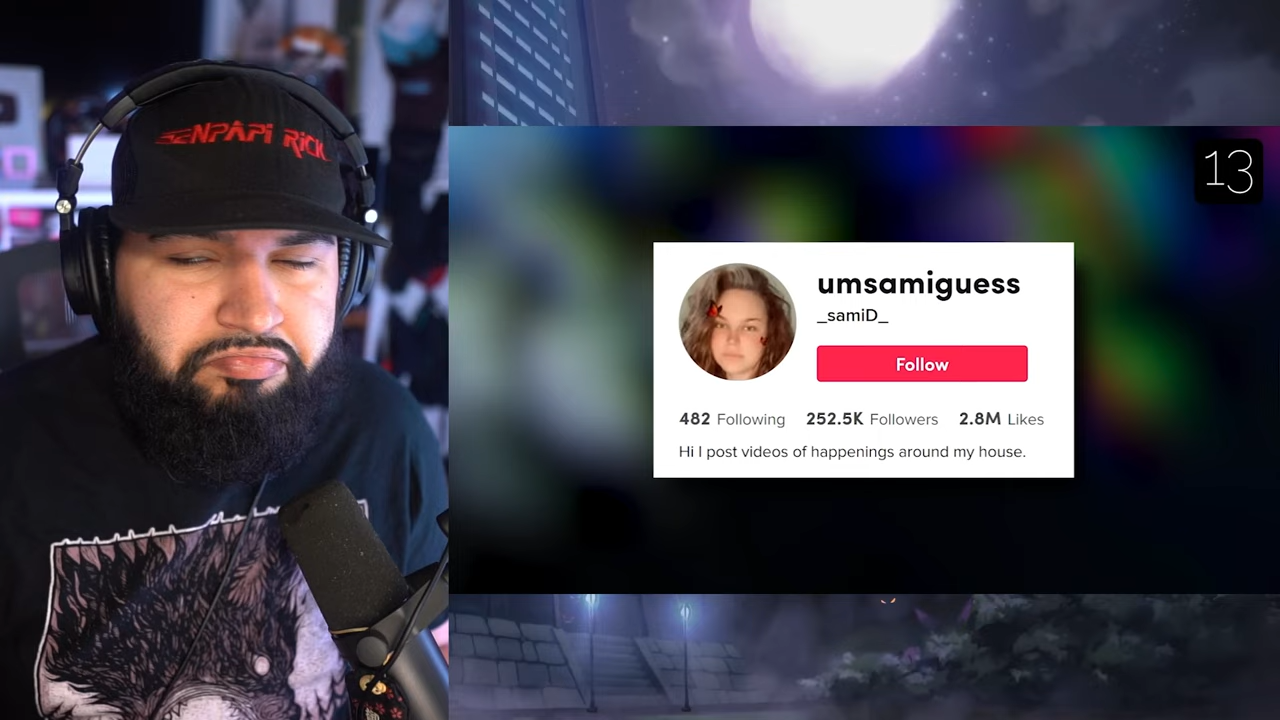 SENPAPi RiCK
13
umsamiguess
_samiD_
Follow
482 Following 252.5K Followers 2.8M Likes
Hi I post videos of happenings around my house.